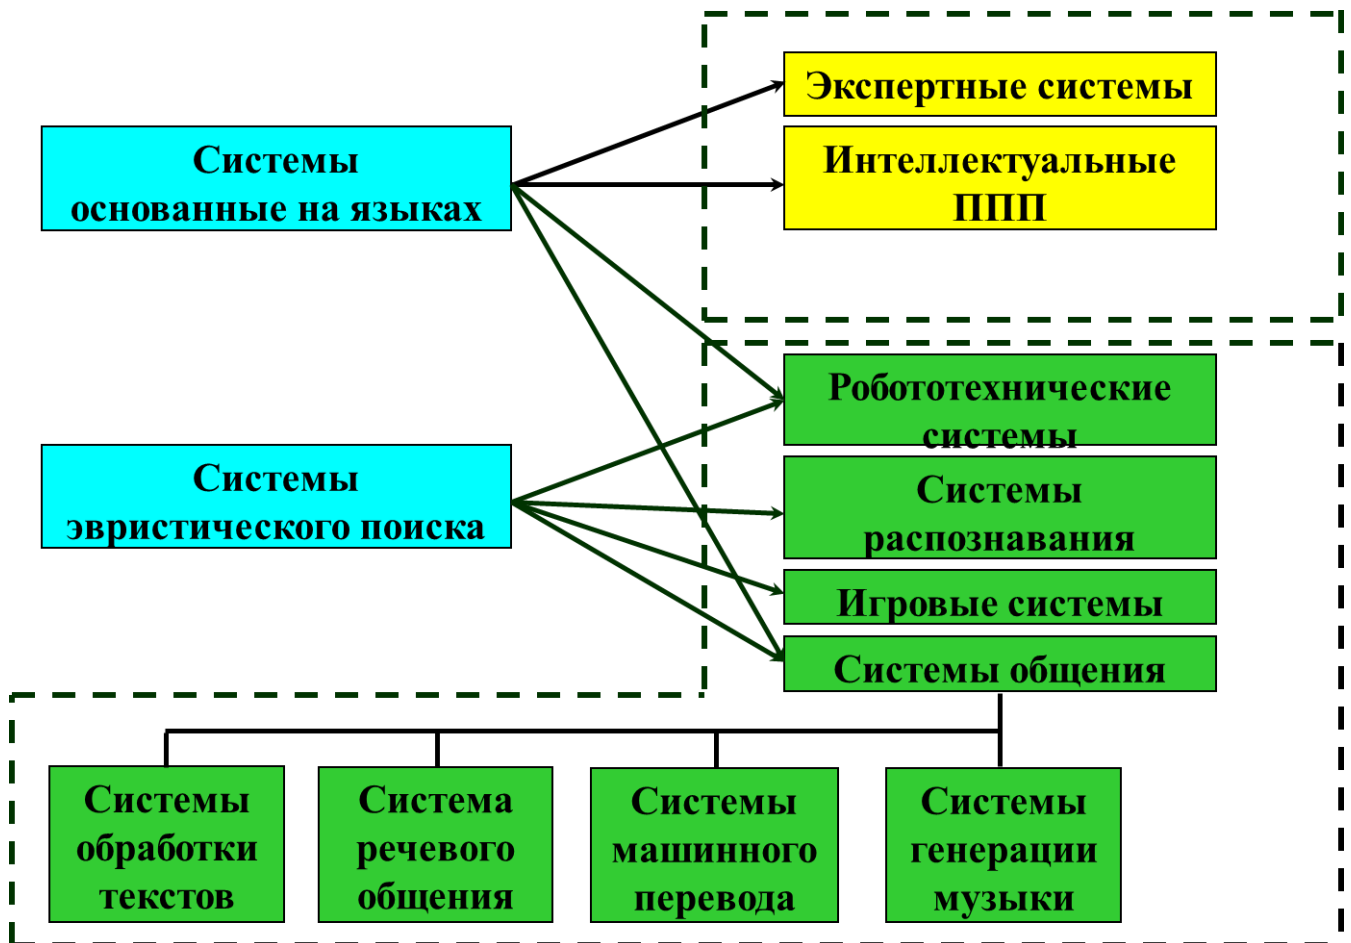 Экспертные системы
Системы
основанные на языках
Интеллектуальные
ППП
Робототехнические
системы
Системы
эвристического поиска
Системы
распознавания
Игровые системы
Системы общения
Системы
обработки
текстов
Система
речевого
общения
Системы
машинного
перевода
Системы
генерации
музыки